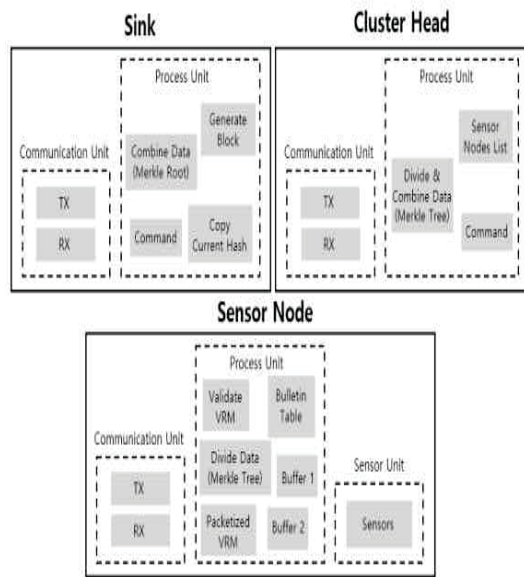 Sink
Process Unit
Generate
Block
Communication Unit
Combine Data
(Merkle Root)
TX
RX
Command
Copy
Current Hash
Cluster Head
Process Unit
Sensor
Nodes List
Communication Unit
Divide &
Combine Data
(Merkle Tree)
TX
RX
Command
Sensor Node
Process Unit
Validate
VRM
Bulletin
Table
Communication Unit
Divide Data
(Merkle Tree)
Buffer 1
Sensor Unit
TX
RX
Packetized
VRM
Buffer 2
Sensors